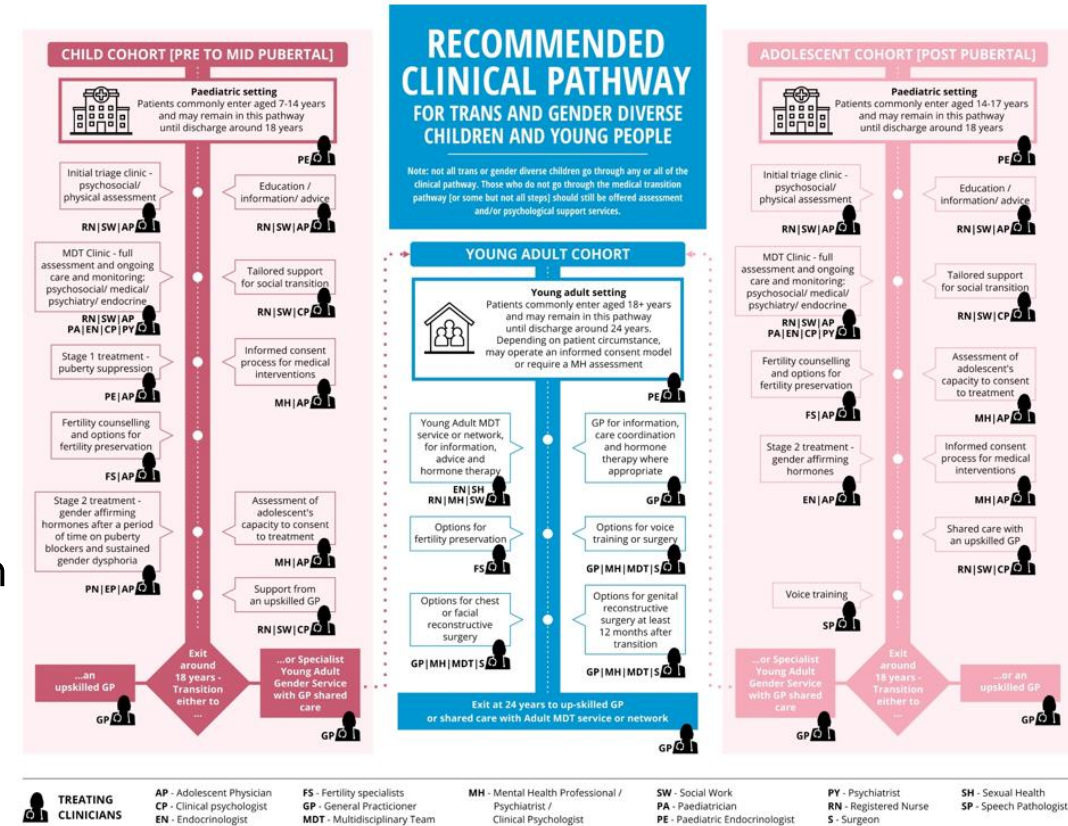 RECOMMENDED
CLINICAL PATHWAY
FOR TRANS AND GENDER DIVERSE
CHILDREN AND YOUNG PEOPLE
Note: not all trans or gender diverse children go through any or all of the
clinical pathway. Those who do not go through the medical transition
pathway [or some but not all steps] should still be offered assessment
and/or psychological support services.
CHILD COHORT [PRE TO MID PUBERTAL]
Paediatric setting
Patients commonly enter aged 7-14 years
and may remain in this pathway
until discharge around 18 years
PE
Initial triage clinic -
psychosocial/
physical assessment
RN|SW|AP
Education /
information/ advice
RN|SW|AP
MDT Clinic - full
assessment and ongoing
care and monitoring:
psychosocial/ medical/
psychiatry/ endocrine
RN|SW|AP
PA|EN|CP|PY
Tailored support
for social transition
RN|SW|CP
Stage 1 treatment -
puberty suppression
PE|AP
Informed consent
process for medical
interventions
MH|AP
Fertility counselling
and options for
fertility preservation
FS|AP
Stage 2 treatment -
gender affirming
hormones after a period
of time on puberty
blockers and sustained
gender dysphoria
PN|EP|AP
Assessment of
adolescent's
capacity to consent
to treatment
MH|AP
Support from
an upskilled GP
RN|SW|CP
...an
upskilled GP
GP
Exit
around
18 years -
Transition
either to
...
...or Specialist
Young Adult
Gender Service
with GP shared
care
GP
YOUNG ADULT COHORT
Young adult setting
Patients commonly enter aged 18+ years
and may remain in this pathway
until discharge around 24 years.
Depending on patient circumstance,
may operate an informed consent model
or require a MH assessment
PE
Young Adult MDT
service or network,
for information,
advice and
hormone therapy
EN|SH
RN|MH|SW
GP for information,
care coordination
and hormone
therapy where
appropriate
GP
Options for
fertility preservation
FS
Options for voice
training or surgery
GP|MH|MDT|S
Options for chest
or facial
reconstructive
surgery
GP|MH|MDT|S
Options for genital
reconstructive
surgery at least
12 months after
transition
GP|MH|MDT|S
Exit at 24 years to up-skilled GP
or shared care with Adult MDT service or network
GP
ADOLESCENT COHORT [POST PUBERTAL]
Paediatric setting
Patients commonly enter aged 14-17 years
and may remain in this pathway
until discharge around 18 years
PE
Initial triage clinic -
psychosocial/
physical assessment
RN|SW|AP
Education /
information/ advice
RN|SW|AP
MDT Clinic - full
assessment and ongoing
care and monitoring:
psychosocial/ medical/
psychiatry/ endocrine
RN|SW|AP
PA|EN|CP|PY
Tailored support
for social transition
RN|SW|CP
Fertility counselling
and options for
fertility preservation
FS|AP
Assessment of
adolescent's
capacity to consent
to treatment
MH|AP
Stage 2 treatment -
gender affirming
hormones
EN|AP
Informed consent
process for medical
interventions
MH|AP
Shared care with
an upskilled GP
RN|SW|CP
Voice training
SP
...or Specialist
Young Adult
Gender Service
with GP shared
care
GP
Exit
around
18 years -
Transition
either to
...
...or an
upskilled GP
GP
n
TREATING
CLINICIANS
AP - Adolescent Physician
CP - Clinical psychologist
EN - Endocrinologist
FS - Fertility specialists
GP - General Practicioner
MDT - Multidisciplinary Team
MH - Mental Health Professional /
Psychiatrist /
Clinical Psychologist
SW - Social Work
PA - Paediatrician
PE - Paediatric Endocrinologist
PY - Psychiatrist
RN - Registered Nurse
S - Surgeon
SH - Sexual Health
SP - Speech Pathologist